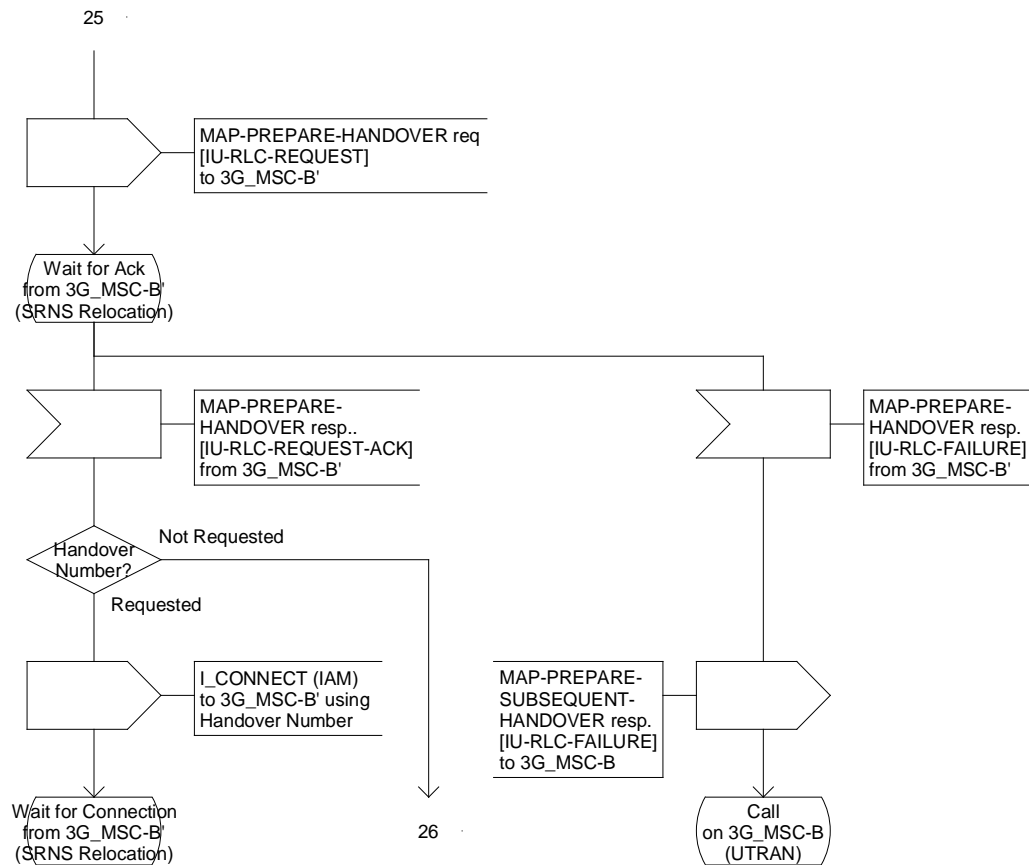 25
MAP-PREPARE-HANDOVER req
[IU-RLC-REQUEST]
to 3G_MSC-B'
Wait for Ack
from 3G_MSC-B'
(SRNS Relocation)
MAP-PREPARE-
HANDOVER resp..
[IU-RLC-REQUEST-ACK]
from 3G_MSC-B'
MAP-PREPARE-
HANDOVER resp.
[IU-RLC-FAILURE]
from 3G_MSC-B'
Handover
Number?
Not Requested
Requested
I_CONNECT (IAM)
to 3G_MSC-B' using
Handover Number
MAP-PREPARE-
SUBSEQUENT-
HANDOVER resp.
[IU-RLC-FAILURE]
to 3G_MSC-B
Wait for Connection
from 3G_MSC-B'
(SRNS Relocation)
26
Call
on 3G_MSC-B
(UTRAN)